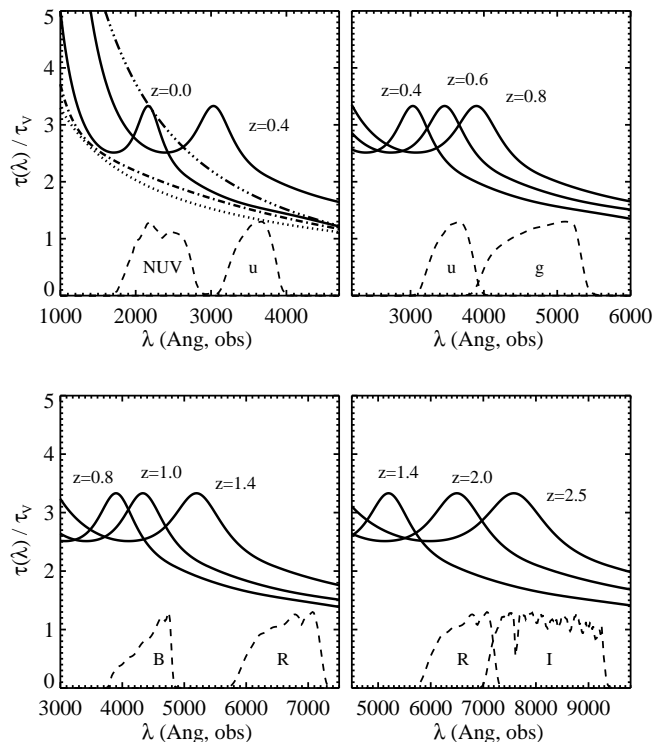 5
4
3
2
1
0
τ(λ) / τV
z=0.0
z=0.4
NUV
u
1000 2000 3000 4000
λ (Ang, obs)
z=0.4
z=0.6
z=0.8
u
g
3000 4000 5000 6000
λ (Ang, obs)
5
4
3
2
1
0
τ(λ) / τV
z=0.8
z=1.0
z=1.4
B
R
3000 4000 5000 6000 7000
λ (Ang, obs)
z=1.4
z=2.0
z=2.5
R
I
5000 6000 7000 8000 9000
λ (Ang, obs)